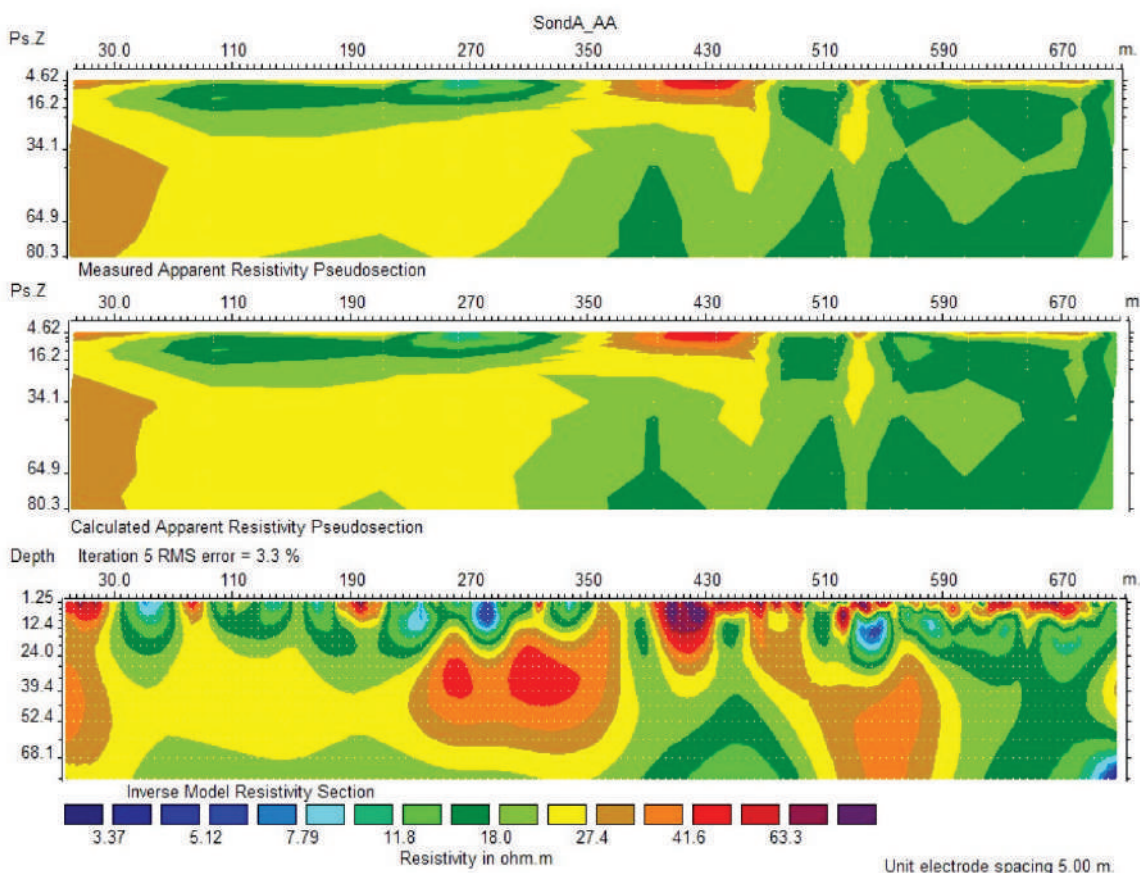 SondA_AA
Ps.Z 30.0 110 190 270 350 430 510 590 670 m.
4.62
16.2
34.1
64.9
80.3
Measured Apparent Resistivity Pseudosection
Ps.Z 30.0 110 190 270 350 430 510 590 670 m.
4.62
16.2
34.1
64.9
80.3
Calculated Apparent Resistivity Pseudosection
Depth Iteration 5 RMS error = 3.3 %
30.0 110 190 270 350 430 510 590 670 m.
1.25
12.4
24.0
39.4
52.4
68.1
Inverse Model Resistivity Section
3.37 5.12 7.79 11.8 18.0 27.4 41.6 63.3
Resistivity in ohm.m
Unit electrode spacing 5.00 m.